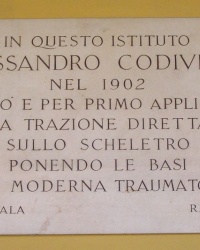 IN QUESTO ISTITUTO
SSANDRO CODIVI
NEL 1902
Ò E PER PRIMO APPLI
A TRAZIONE DIRETTA
SULLO SCHELETRO
PONENDO LE BASI
MODERNA TRAUMATO
ALA
R